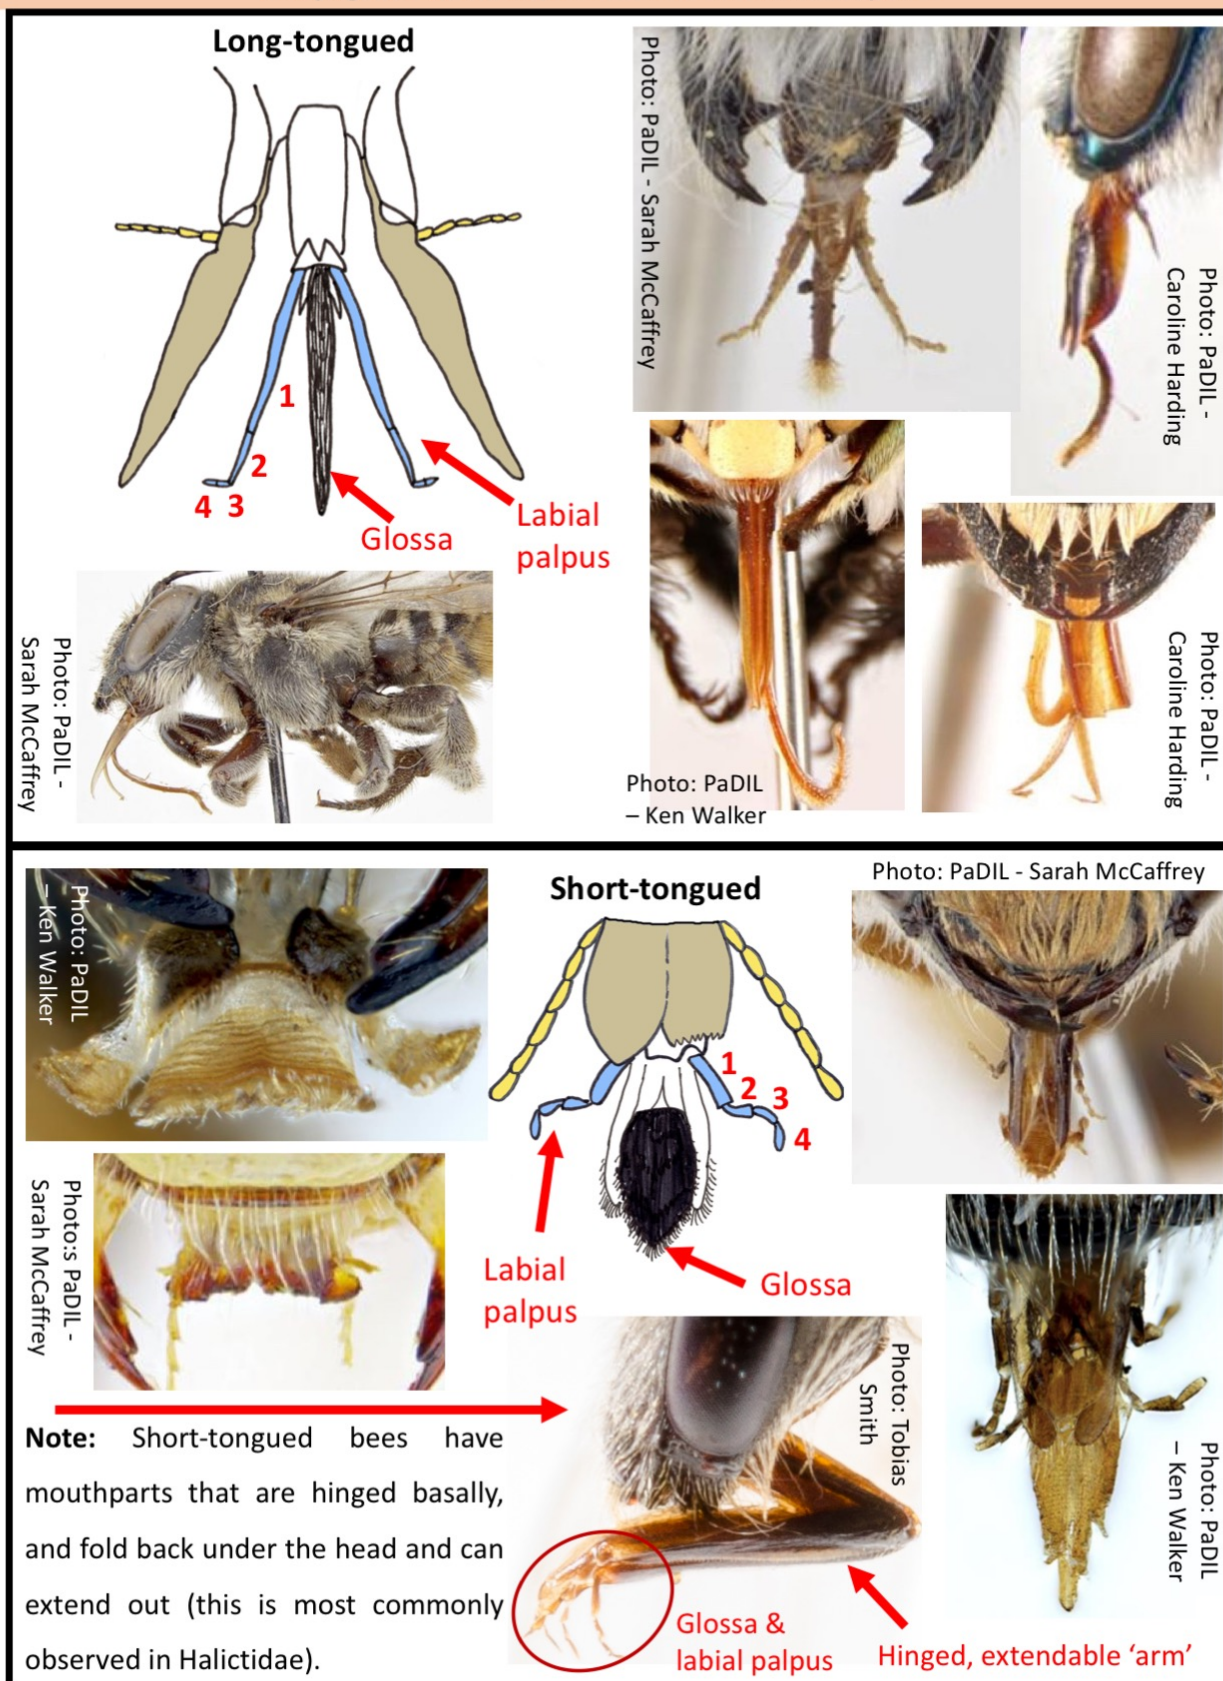 Long-tongued
1
2
3
4
Glossa
Labial
palpus
Photo: PaDIL - Sarah McCaffrey
Photo: PaDIL -
Caroline Harding
Photo: PaDIL -
Sarah McCaffrey
Photo: PaDIL
– Ken Walker
Photo: PaDIL -
Caroline Harding
Photo: PaDIL
– Ken Walker
Short-tongued
Photo: PaDIL - Sarah McCaffrey
1
2
3
4
Labial
palpus
Glossa
Photo:s PaDIL -
Sarah McCaffrey
Photo: Tobias
Smith
Photo: PaDIL
– Ken Walker
Note: Short-tongued bees have
mouthparts that are hinged basally,
and fold back under the head and can
extend out (this is most commonly
observed in Halictidae).
Glossa &
labial palpus
Hinged, extendable ‘arm’